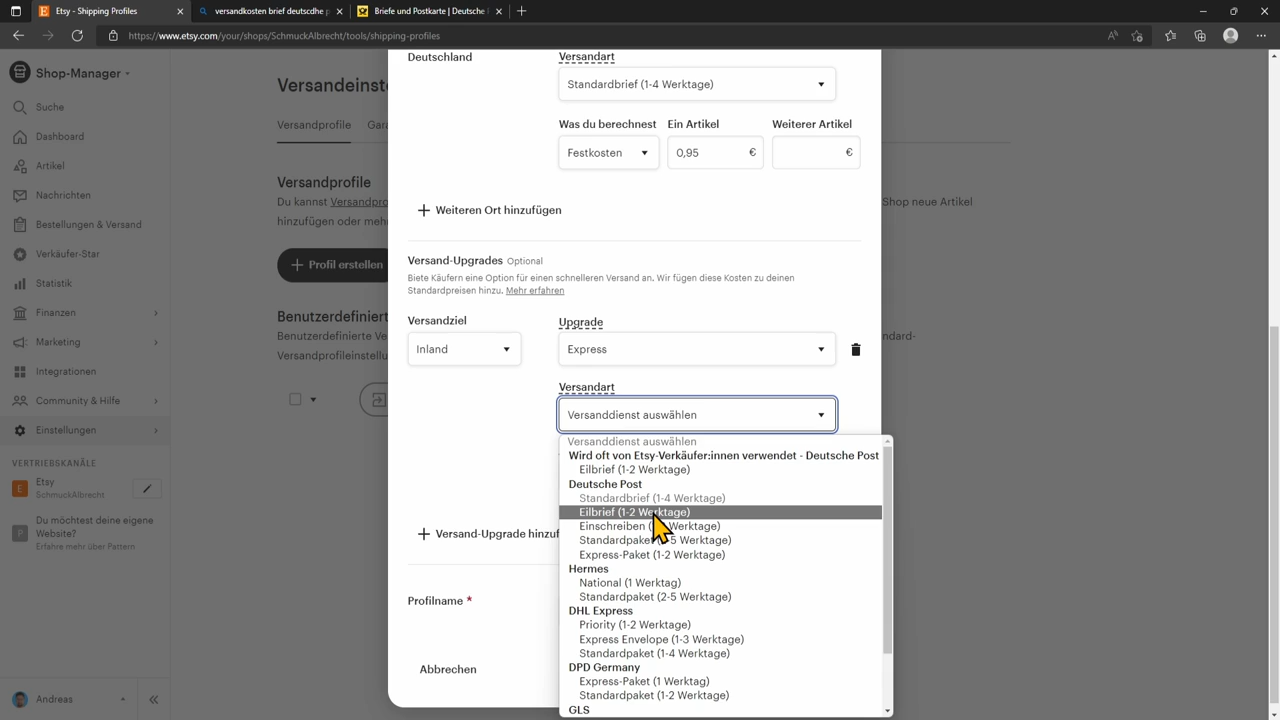 Etsy - Shipping Profiles
versandkosten brief deutsche p
Briefe und Postkarte | Deutsche
https://www.etsy.com/your/shops/SchmuckAlbrecht/tools/shipping-profiles
Shop-Manager
Suche
Dashboard
Artikel
Nachrichten
Bestellungen & Versand
Verkäufer-Star
Statistik
Finanzen
Marketing
Integrationen
Community & Hilfe
Einstellungen
VERTRIEBSKANÄLE
Etsy
SchmuckAlbrecht
Du möchtest deine eigene
Website?
Erfahre mehr über Pattern
Andreas
Versandeinste
Versandprofile Gara
Versandprofile
Du kannst Versandpro
hinzufügen oder mehr
Shop neue Artikel
Profil erstellen
Benutzerdefiniert
Benutzerdefinierte Ve
Versandprofileinstellu
tandard-
Deutschland
Versandart
Standardbrief (1-4 Werktage)
Was du berechnest Ein Artikel Weiterer Artikel
Festkosten 0,95 € €
Weiteren Ort hinzufügen
Versand-Upgrades Optional
Biete Käufern eine Option für einen schnelleren Versand an. Wir fügen diese Kosten zu deinen
Standardpreisen hinzu. Mehr erfahren
Versandziel Upgrade
Inland Express
Versandart
Versanddienst auswählen
Versanddienst auswählen
Wird oft von Etsy-Verkäufer:innen verwendet - Deutsche Post
Eilbrief (1-2 Werktage)
Deutsche Post
Standardbrief (1-4 Werktage)
Eilbrief (1-2 Werktage)
Einschreiben Werktage)
Standardpaket 5 Werktage)
Express-Paket (1-2 Werktage)
Hermes
National (1 Werktag)
Standardpaket (2-5 Werktage)
DHL Express
Priority (1-2 Werktage)
Express Envelope (1-3 Werktage)
Standardpaket (1-4 Werktage)
DPD Germany
Express-Paket (1 Werktag)
Standardpaket (1-2 Werktage)
GLS
Versand-Upgrade hinzuf
Profilname *
Abbrechen